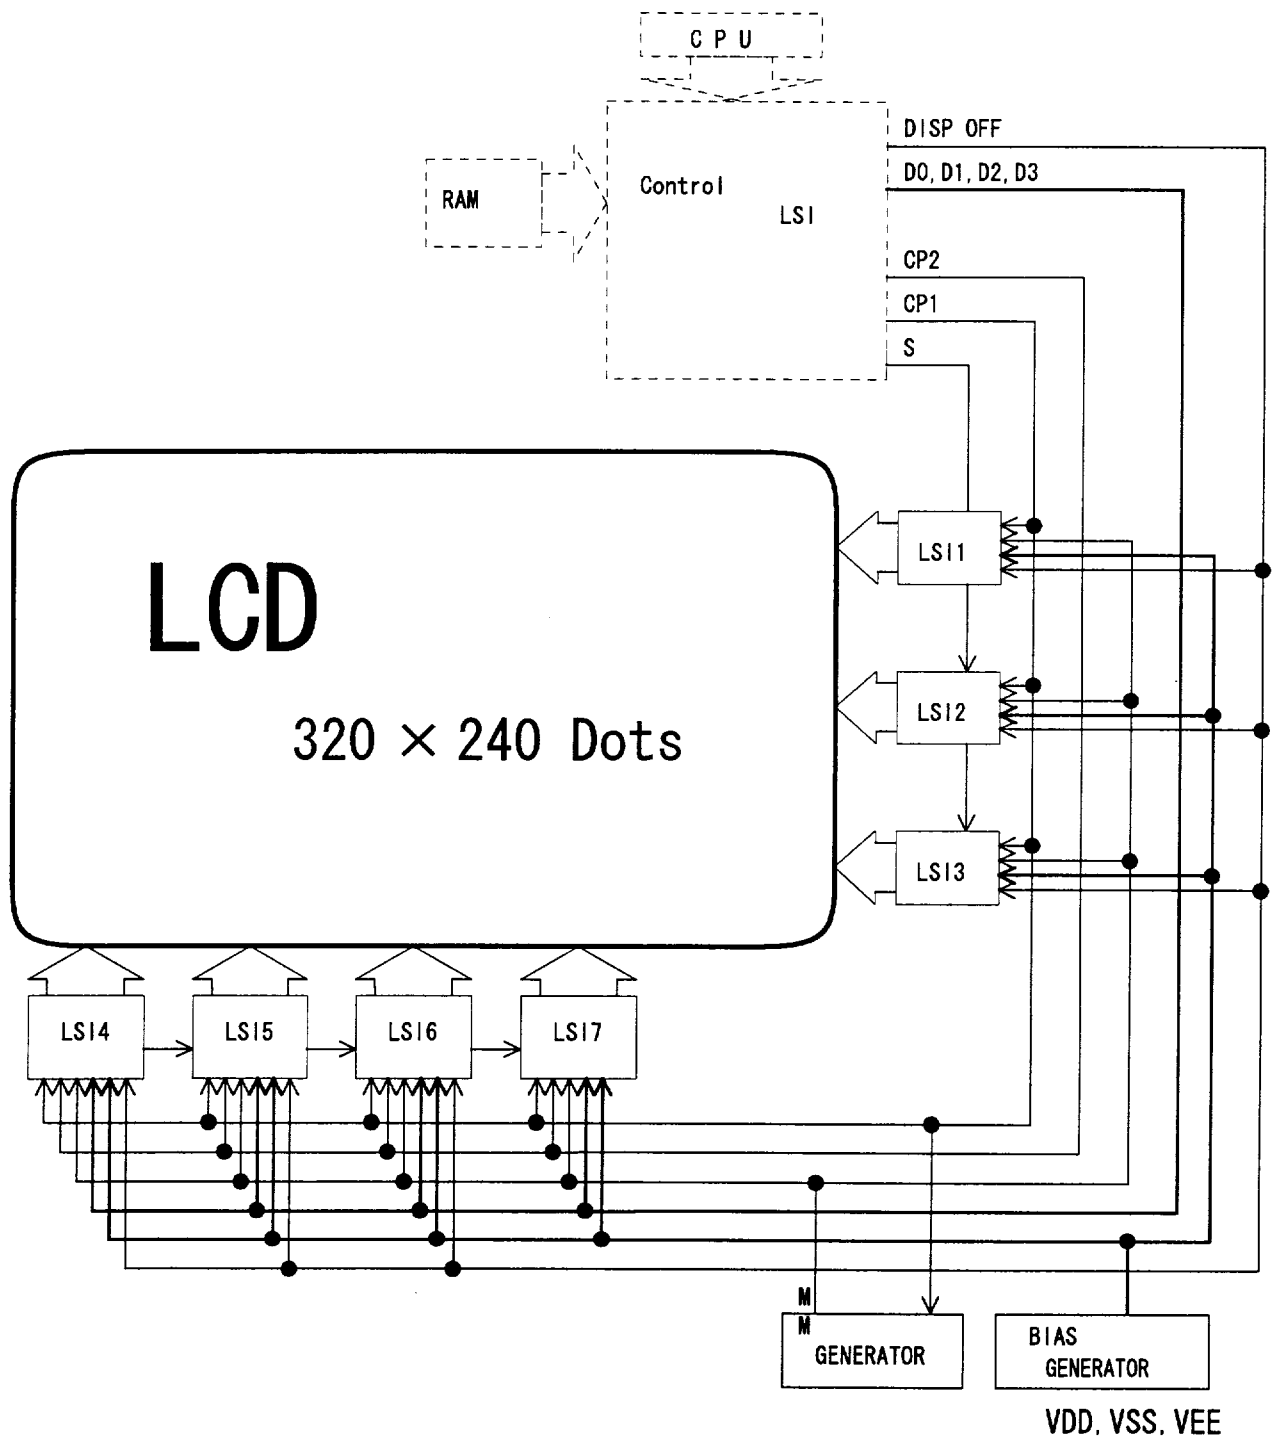 CPU
DISP OFF
D0, D1, D2, D3
RAM
Control
LSI
CP2
CP1
S
LCD
320 × 240 Dots
LSI1
LSI2
LSI3
LSI4
LSI5
LSI6
LSI7
M
M
GENERATOR
BIAS
GENERATOR
VDD, VSS, VEE